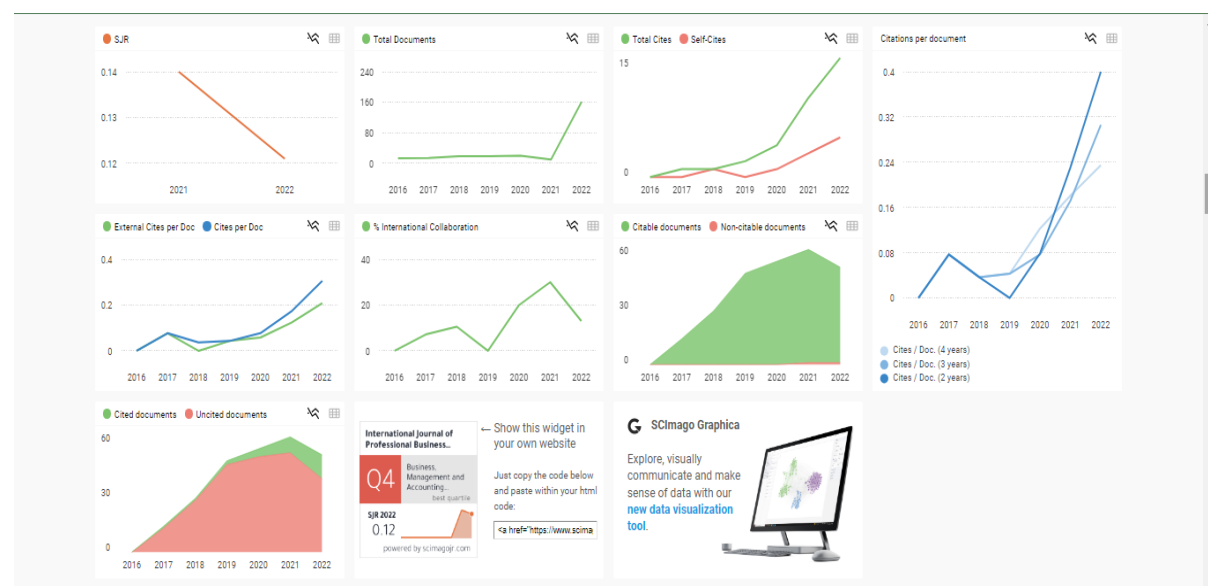 SJR
0.14
0.13
0.12
2021 2022
Total Documents
240
160
80
0
2016 2017 2018 2019 2020 2021 2022
Total Cites Self-Cites
15
0
2016 2017 2018 2019 2020 2021 2022
Citations per document
0.4
0.32
0.24
0.16
0.08
0
2016 2017 2018 2019 2020 2021 2022
Cites / Doc. (4 years)
Cites / Doc. (3 years)
Cites / Doc. (2 years)
External Cites per Doc Cites per Doc
0.4
0.2
0
2016 2017 2018 2019 2020 2021 2022
% International Collaboration
40
20
0
2016 2017 2018 2019 2020 2021 2022
Citable documents Non-citable documents
60
30
0
2016 2017 2018 2019 2020 2021 2022
Cited documents Uncited documents
60
30
0
2016 2017 2018 2019 2020 2021 2022
International Journal of
Professional Business...
Q4
Business,
Management and
Accounting...
best quartile
SJR 2022
0.12
powered by scimagojr.com
← Show this widget in
your own website
Just copy the code below
and paste within your html
code:
<a href="https://www.scima
G SCImago Graphica
Explore, visually
communicate and make
sense of data with our
new data visualization
tool.